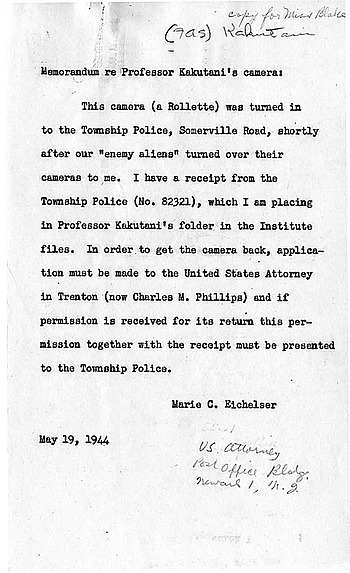 copy for Miss Blake
(gas) Kakutani
Memorandum re Professor Kakutani's camera:
This camera (a Rollette) was turned in
to the Township Police, Somerville Road, shortly
after our "enemy aliens" turned over their
cameras to me. I have a receipt from the
Township Police (No. 82321), which I am placing
in Professor Kakutani's folder in the Institute
files. In order to get the camera back, applica-
tion must be made to the United States Attorney
in Trenton (now Charles M. Phillips) and if
permission is received for its return this per-
mission together with the receipt must be presented
to the Township Police.
Marie C. Eichelser
May 19, 1944
US. Attorney
Post Office Bldg.
Newark 1, N.J.